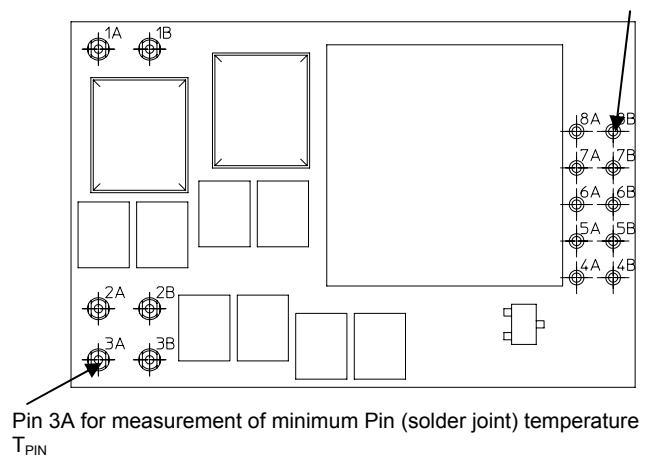 1A 1B
8A 8B
7A 7B
6A 6B
5A 5B
4A 4B
2A 2B
3A 3B
Pin 3A for measurement of minimum Pin (solder joint) temperature
TPIN